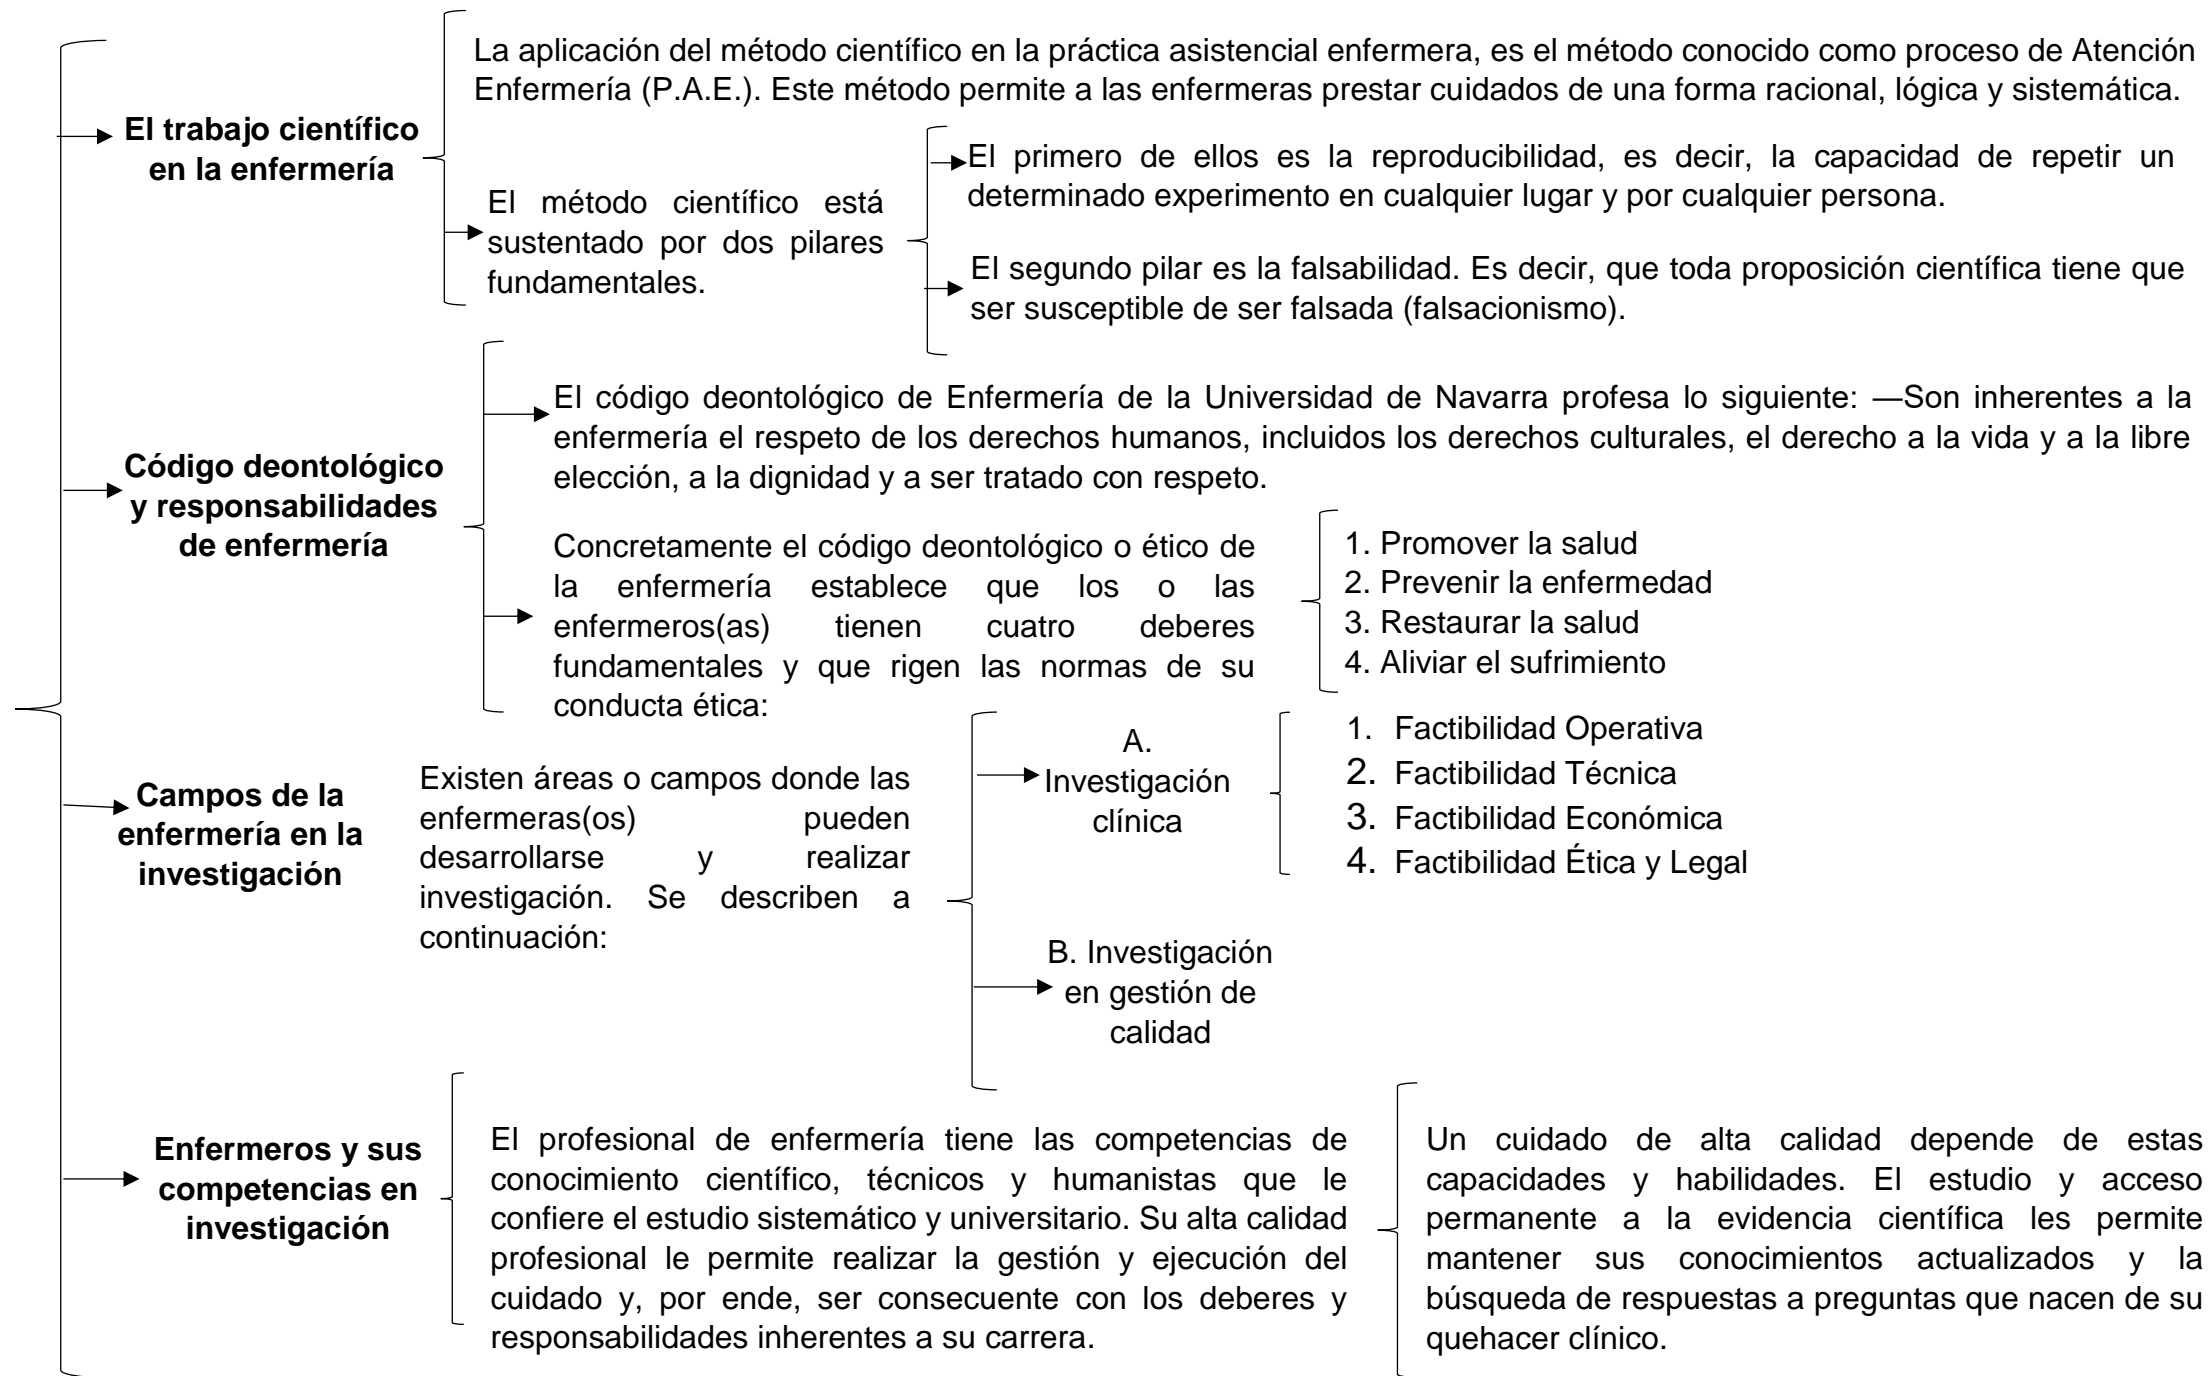 El trabajo científico
en la enfermería
La aplicación del método científico en la práctica asistencial enfermera, es el método conocido como proceso de Atención
Enfermería (P.A.E.). Este método permite a las enfermeras prestar cuidados de una forma racional, lógica y sistemática.
El método científico está
sustentado por dos pilares
fundamentales.
El primero de ellos es la reproducibilidad, es decir, la capacidad de repetir un
determinado experimento en cualquier lugar y por cualquier persona.
El segundo pilar es la falsabilidad. Es decir, que toda proposición científica tiene que
ser susceptible de ser falsada (falsacionismo).
Código deontológico
y responsabilidades
de enfermería
El código deontológico de Enfermería de la Universidad de Navarra profesa lo siguiente: —Son inherentes a la
enfermería el respeto de los derechos humanos, incluidos los derechos culturales, el derecho a la vida y a la libre
elección, a la dignidad y a ser tratado con respeto.
Concretamente el código deontológico o ético de
la enfermería establece que los o las
enfermeros(as) tienen cuatro deberes
fundamentales y que rigen las normas de su
conducta ética:
1. Promover la salud
2. Prevenir la enfermedad
3. Restaurar la salud
4. Aliviar el sufrimiento
Campos de la
enfermería en la
investigación
Existen áreas o campos donde las
enfermeras(os) pueden
desarrollarse y realizar
investigación. Se describen a
continuación:
A.
Investigación
clínica
1. Factibilidad Operativa
2. Factibilidad Técnica
3. Factibilidad Económica
4. Factibilidad Ética y Legal
B. Investigación
en gestión de
calidad
Enfermeros y sus
competencias en
investigación
El profesional de enfermería tiene las competencias de
conocimiento científico, técnicos y humanistas que le
confiere el estudio sistemático y universitario. Su alta calidad
profesional le permite realizar la gestión y ejecución del
cuidado y, por ende, ser consecuente con los deberes y
responsabilidades inherentes a su carrera.
Un cuidado de alta calidad depende de estas
capacidades y habilidades. El estudio y acceso
permanente a la evidencia científica les permite
mantener sus conocimientos actualizados y la
búsqueda de respuestas a preguntas que nacen de su
quehacer clínico.